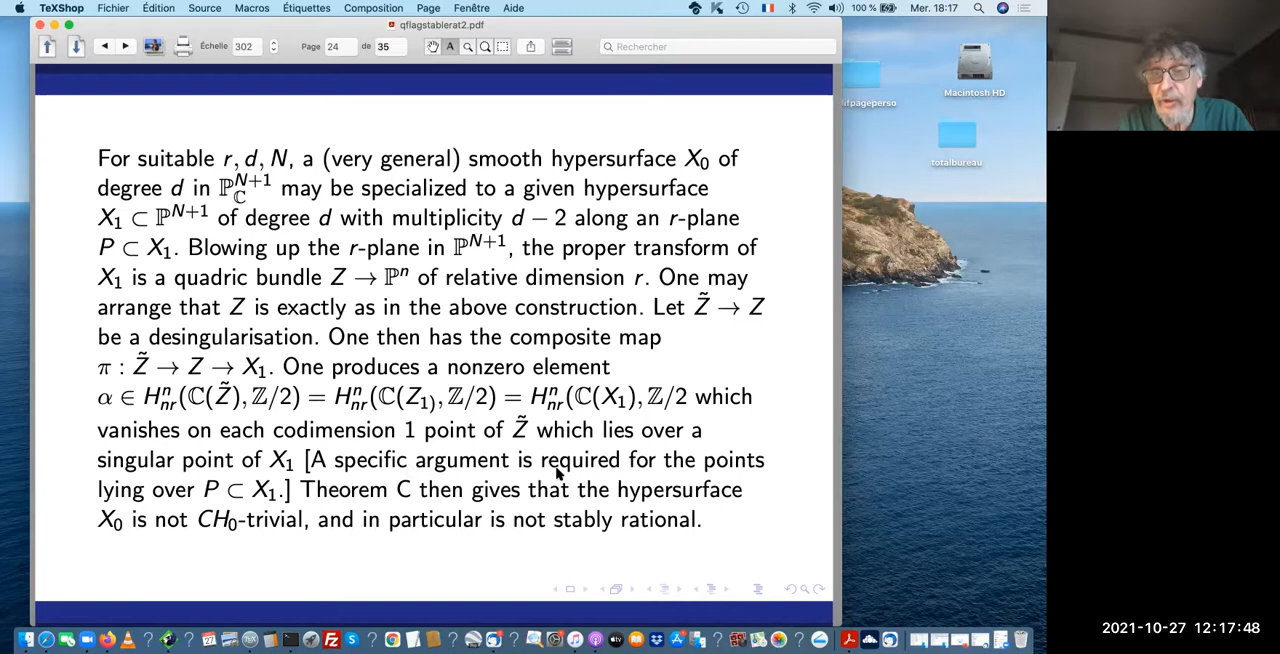 TeXShop Fichier Édition Source Macros Étiquettes Composition Page Fenêtre Aide 100 % Mer. 18:17
qflagstablerat2.pdf
Échelle 302 Page 24 de 35 A Rechercher
For suitable r, d, N, a (very general) smooth hypersurface X₀ of
degree d in ℙ_ℂ^{N+1} may be specialized to a given hypersurface
X₁ ⊂ ℙ^{N+1} of degree d with multiplicity d − 2 along an r-plane
P ⊂ X₁. Blowing up the r-plane in ℙ^{N+1}, the proper transform of
X₁ is a quadric bundle Z → ℙⁿ of relative dimension r. One may
arrange that Z is exactly as in the above construction. Let Z̃ → Z
be a desingularisation. One then has the composite map
π : Z̃ → Z → X₁. One produces a nonzero element
α ∈ Hⁿ_{nr}(ℂ(Z̃), ℤ/2) = Hⁿ_{nr}(ℂ(Z₁), ℤ/2) = Hⁿ_{nr}(ℂ(X₁), ℤ/2 which
vanishes on each codimension 1 point of Z̃ which lies over a
singular point of X₁ [A specific argument is required for the points
lying over P ⊂ X₁.] Theorem C then gives that the hypersurface
X₀ is not CH₀-trivial, and in particular is not stably rational.
lifpageperso
Macintosh HD
totalbureau
2021-10-27 12:17:48